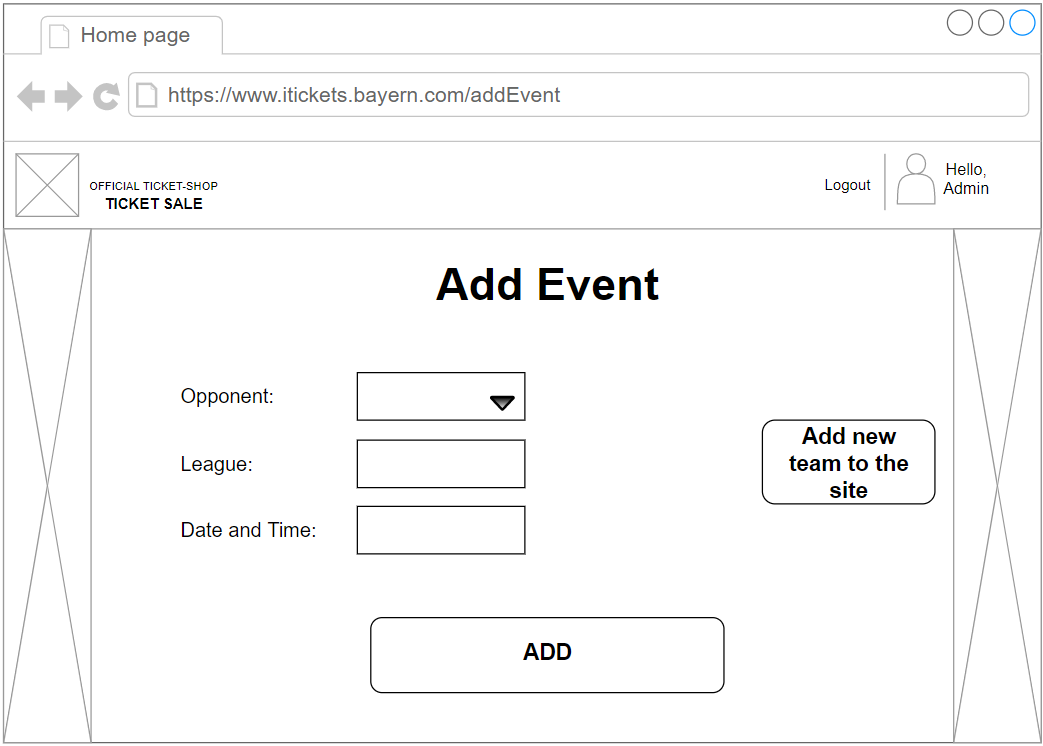 Home page
https://www.itickets.bayern.com/addEvent
OFFICIAL TICKET-SHOP
TICKET SALE
Logout
Hello,
Admin
Add Event
Opponent:
League:
Date and Time:
Add new
team to the
site
ADD